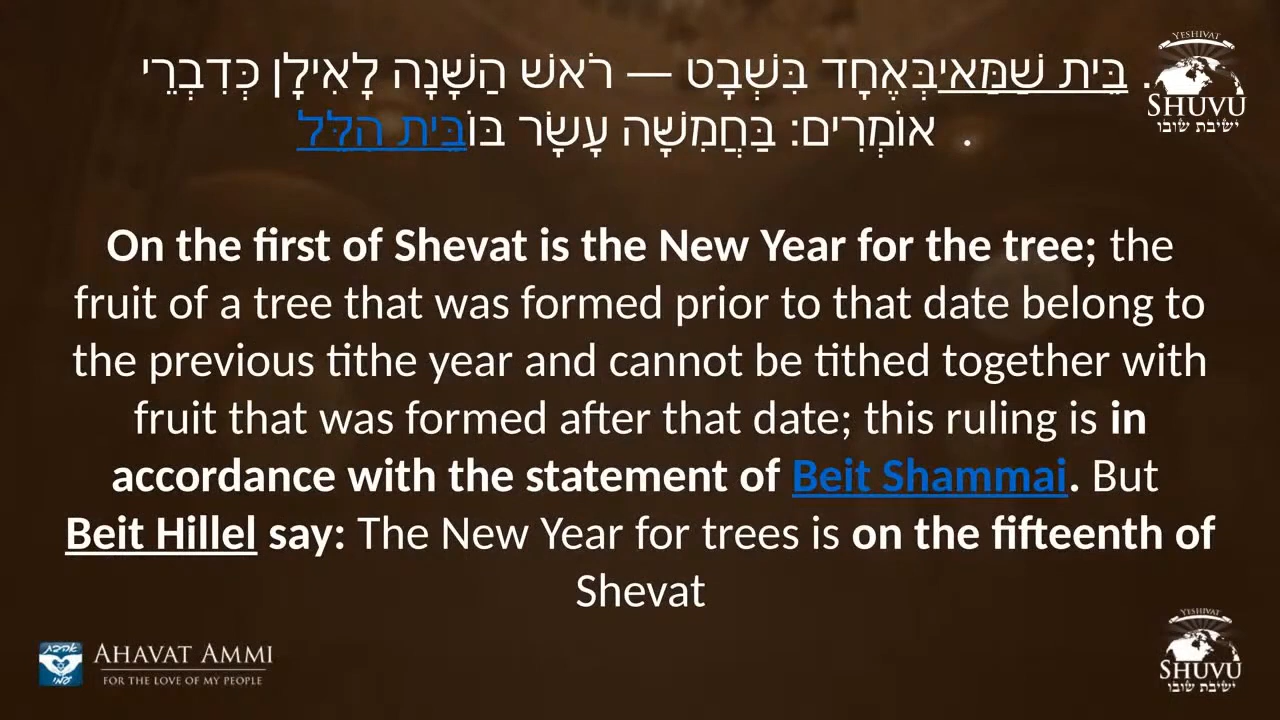 בֵּית שַׁמַּאי בְּאֶחָד בִּשְׁבָט — רֹאשׁ הַשָּׁנָה לָאִילָן כְּדִבְרֵי .
אוֹמְרִים: בַּחֲמִשָּׁה עָשָׂר בּוֹ בֵּית הִלֵּל .
YESHIVAT
SHUVU
ישיבת שובו
On the first of Shevat is the New Year for the tree; the
fruit of a tree that was formed prior to that date belong to
the previous tithe year and cannot be tithed together with
fruit that was formed after that date; this ruling is in
accordance with the statement of Beit Shammai. But
Beit Hillel say: The New Year for trees is on the fifteenth of
Shevat
אהבת
עמי
AHAVAT AMMI
FOR THE LOVE OF MY PEOPLE
YESHIVAT
SHUVU
ישיבת שובו